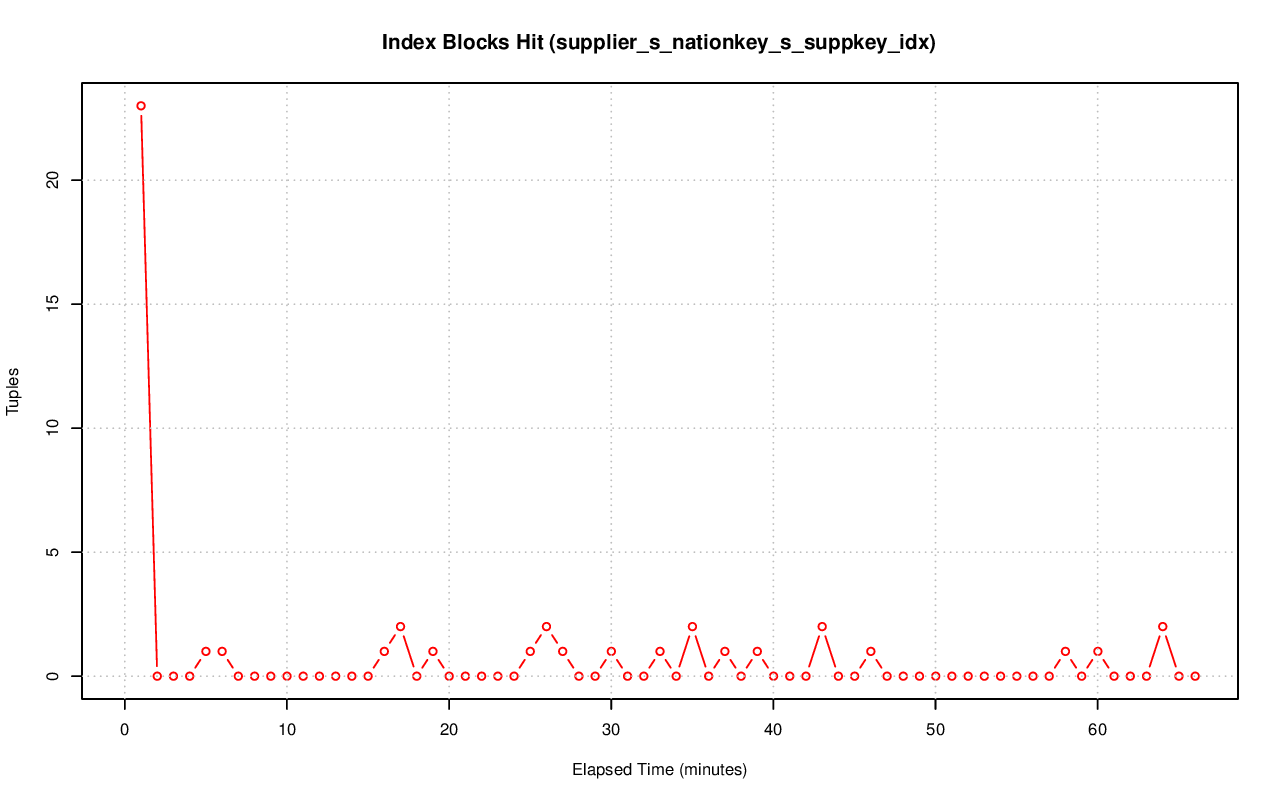 Index Blocks Hit (supplier_s_nationkey_s_suppkey_idx)
Tuples
20
15
10
5
0
0 10 20 30 40 50 60
Elapsed Time (minutes)